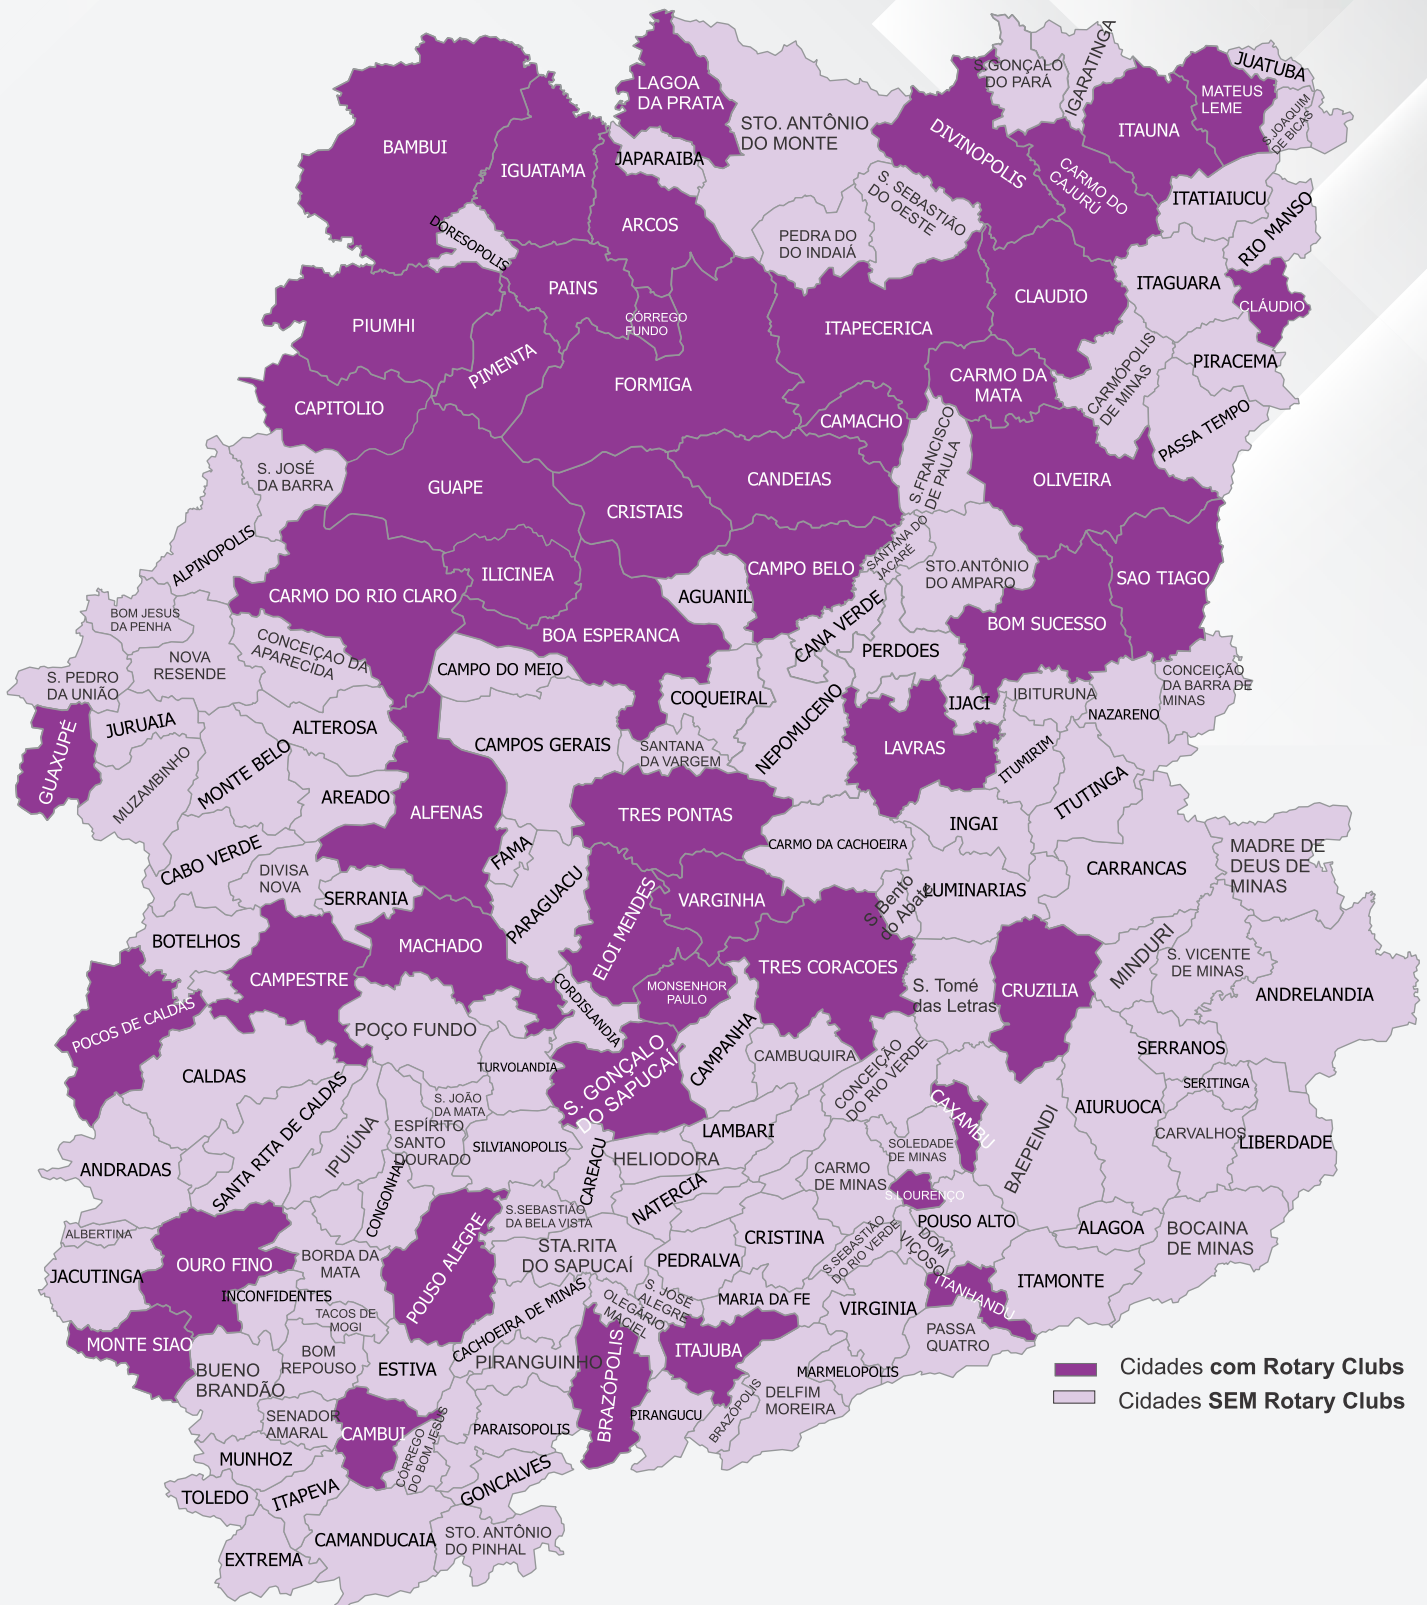 LAGOA
DA PRATA
STO. ANTÔNIO
DO MONTE
S.GONÇALO
DO PARÁ
IGARATINGA
JUATUBA
MATEUS
LEME
S.JOAQUIM
DE BICAS
ITAUNA
BAMBUI
IGUATAMA
JAPARAIBA
DIVINOPOLIS
CARMO DO
CAJURÚ
ITATIAIUCU
RIO MANSO
DORESOPOLIS
ARCOS
PEDRA DO
DO INDAIÁ
S. SEBASTIÃO
DO OESTE
PAINS
CLAUDIO
ITAGUARA
CLÁUDIO
PIUMHI
CÓRREGO
FUNDO
ITAPECERICA
PIMENTA
FORMIGA
CARMO DA
MATA
CARMÓPOLIS
DE MINAS
PIRACEMA
CAPITOLIO
CAMACHO
PASSA TEMPO
S. JOSÉ
DA BARRA
GUAPE
CANDEIAS
S.FRANCISCO
DE PAULA
OLIVEIRA
CRISTAIS
ALPINOPOLIS
SANTANA DO
JACARÉ
ILICINEA
CAMPO BELO
STO.ANTÔNIO
DO AMPARO
SAO TIAGO
CARMO DO RIO CLARO
AGUANIL
BOM JESUS
DA PENHA
CONCEIÇAO DA
APARECIDA
BOA ESPERANCA
CANA VERDE
BOM SUCESSO
PERDOES
NOVA
RESENDE
S. PEDRO
DA UNIÃO
CAMPO DO MEIO
COQUEIRAL
IJACI
IBITURUNA
CONCEIÇÃO
DA BARRA DE
MINAS
NAZARENO
GUAXUPÉ
JURUAIA
ALTEROSA
CAMPOS GERAIS
SANTANA
DA VARGEM
NEPOMUCENO
LAVRAS
ITUMIRIM
MUZAMBINHO
MONTE BELO
AREADO
ITUTINGA
ALFENAS
TRES PONTAS
INGAI
CABO VERDE
FAMA
CARMO DA CACHOEIRA
MADRE DE
DEUS DE
MINAS
DIVISA
NOVA
SERRANIA
PARAGUACU
ELOI MENDES
VARGINHA
S.Bento
do Abate
LUMINARIAS
CARRANCAS
BOTELHOS
MACHADO
MINDURI
S. VICENTE
DE MINAS
CAMPESTRE
TRES CORACOES
MONSENHOR
PAULO
S. Tomé
das Letras
CRUZILIA
ANDRELANDIA
POCOS DE CALDAS
CORDISLANDIA
POÇO FUNDO
S. GONÇALO
DO SAPUCAÍ
CAMPANHA
CAMBUQUIRA
CONCEIÇÃO
DO RIO VERDE
SERRANOS
CALDAS
TURVOLANDIA
SERITINGA
SANTA RITA DE CALDAS
S. JOÃO
DA MATA
CAXAMBU
BAEPEINDI
AIURUOCA
IPUIÚNA
ESPÍRITO
SANTO
DOURADO
SILVIANOPOLIS
LAMBARI
SOLEDADE
DE MINAS
CARVALHOS
LIBERDADE
ANDRADAS
CONGONHAL
CAREACU
HELIODORA
CARMO
DE MINAS
NATERCIA
S.LOURENÇO
ALBERTINA
POUSO ALEGRE
S.SEBASTIÃO
DA BELA VISTA
CRISTINA
S.SEBASTIÃO
DO RIO VERDE
POUSO ALTO
DOM
VIÇOSO
ALAGOA
BOCAINA
DE MINAS
OURO FINO
BORDA DA
MATA
STA.RITA
DO SAPUCAÍ
PEDRALVA
JACUTINGA
INCONFIDENTES
ITAMONTE
TACOS DE
MOGI
CACHOEIRA DE MINAS
S. JOSÉ
ALEGRE
OLEGÁRIO
MACIEL
MARIA DA FE
VIRGINIA
ITANHANDU
MONTE SIAO
BUENO
BRANDÃO
BOM
REPOUSO
ESTIVA
PIRANGUINHO
BRAZÓPOLIS
ITAJUBA
PASSA
QUATRO
MARMELOPOLIS
DELFIM
MOREIRA
Cidades com Rotary Clubs
Cidades SEM Rotary Clubs
SENADOR
AMARAL
CAMBUI
CÓRREGO
DO BOM JESUS
PARAISOPOLIS
PIRANGUCU
BRAZÓPOLIS
MUNHOZ
TOLEDO
ITAPEVA
GONCALVES
EXTREMA
CAMANDUCAIA
STO. ANTÔNIO
DO PINHAL